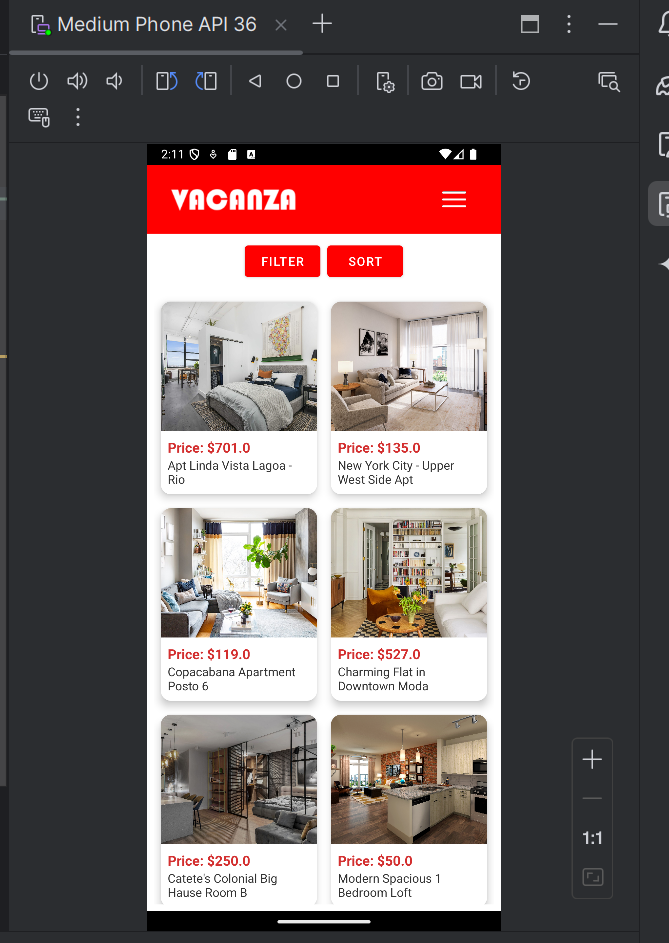 Medium Phone API 36
2:11
VACANZA
FILTER
SORT
Price: $701.0
Apt Linda Vista Lagoa -
Rio
Price: $135.0
New York City - Upper
West Side Apt
Price: $119.0
Copacabana Apartment
Posto 6
Price: $527.0
Charming Flat in
Downtown Moda
Price: $250.0
Catete's Colonial Big
Hause Room B
Price: $50.0
Modern Spacious 1
Bedroom Loft
1:1